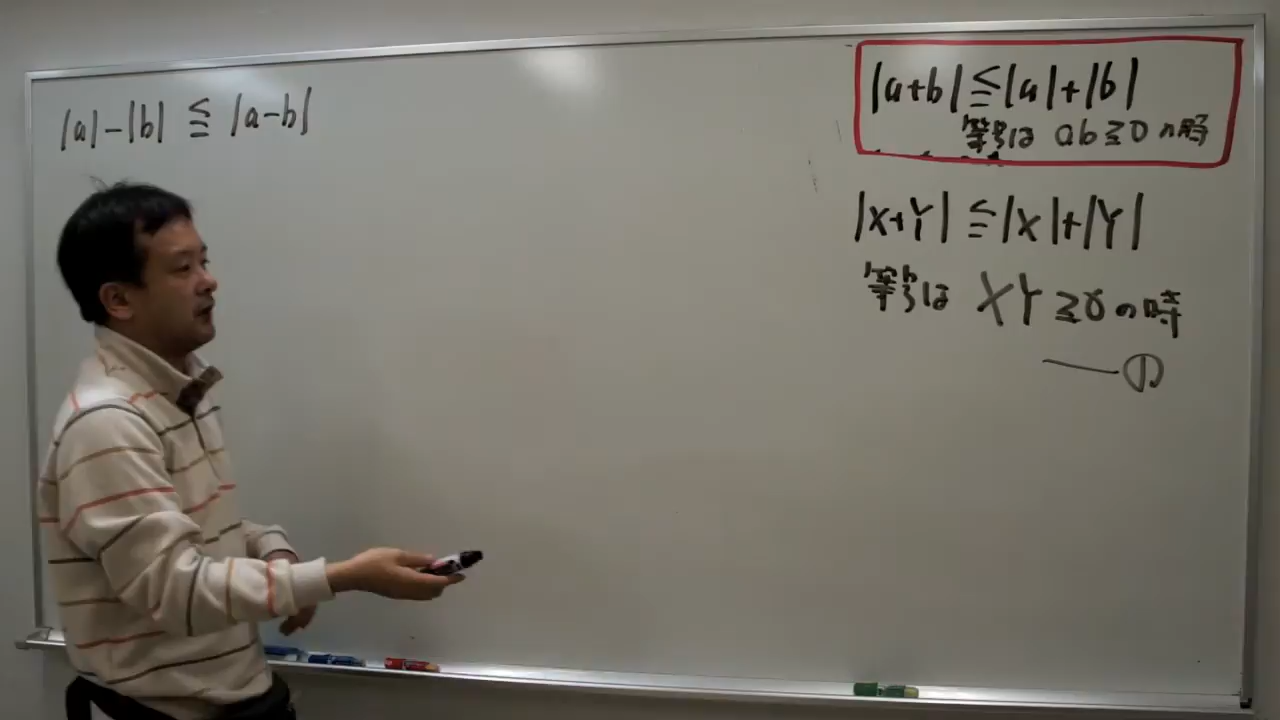 |a|-|b| ≦ |a-b|
|a+b| ≦ |a|+|b|
等号は ab≧0 の時
|X+Y| ≦ |X|+|Y|
等号は XY≧0 の時
—①